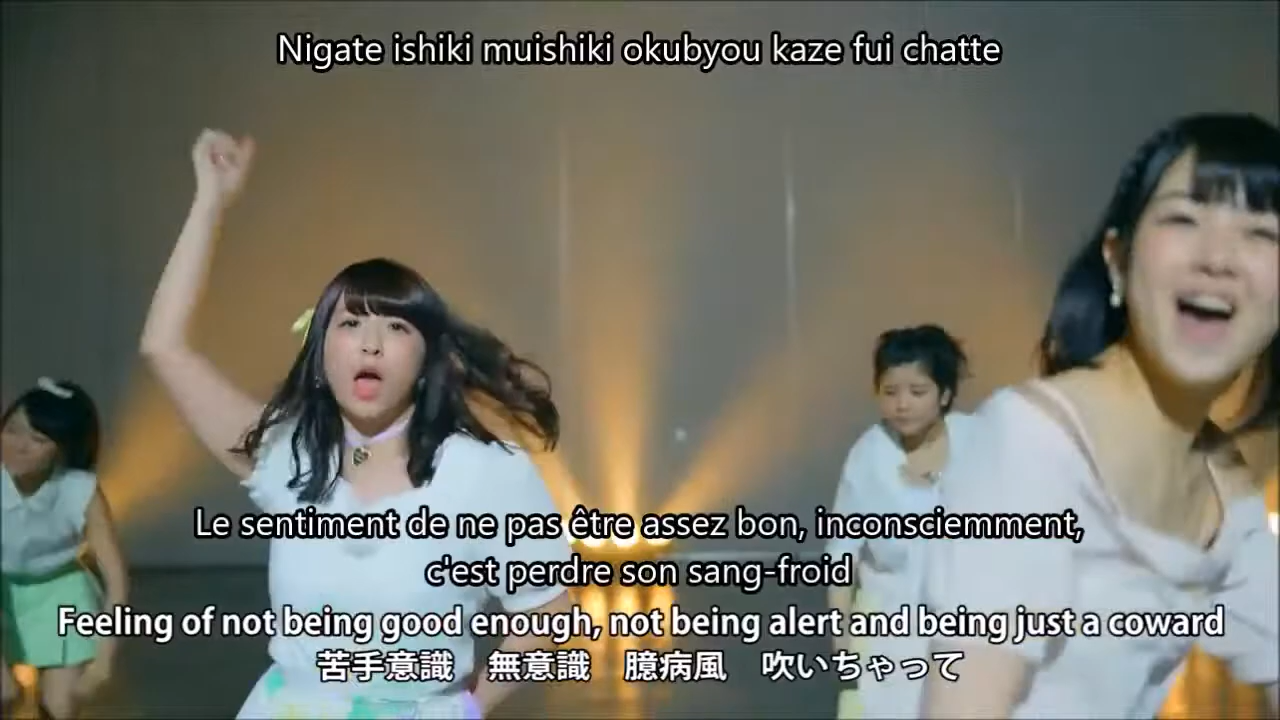 Nigate ishiki muishiki okubyou kaze fui chatte
Le sentiment de ne pas être assez bon, inconsciemment,
c'est perdre son sang-froid
Feeling of not being good enough, not being alert and being just a coward
苦手意識　無意識　臆病風　吹いちゃって